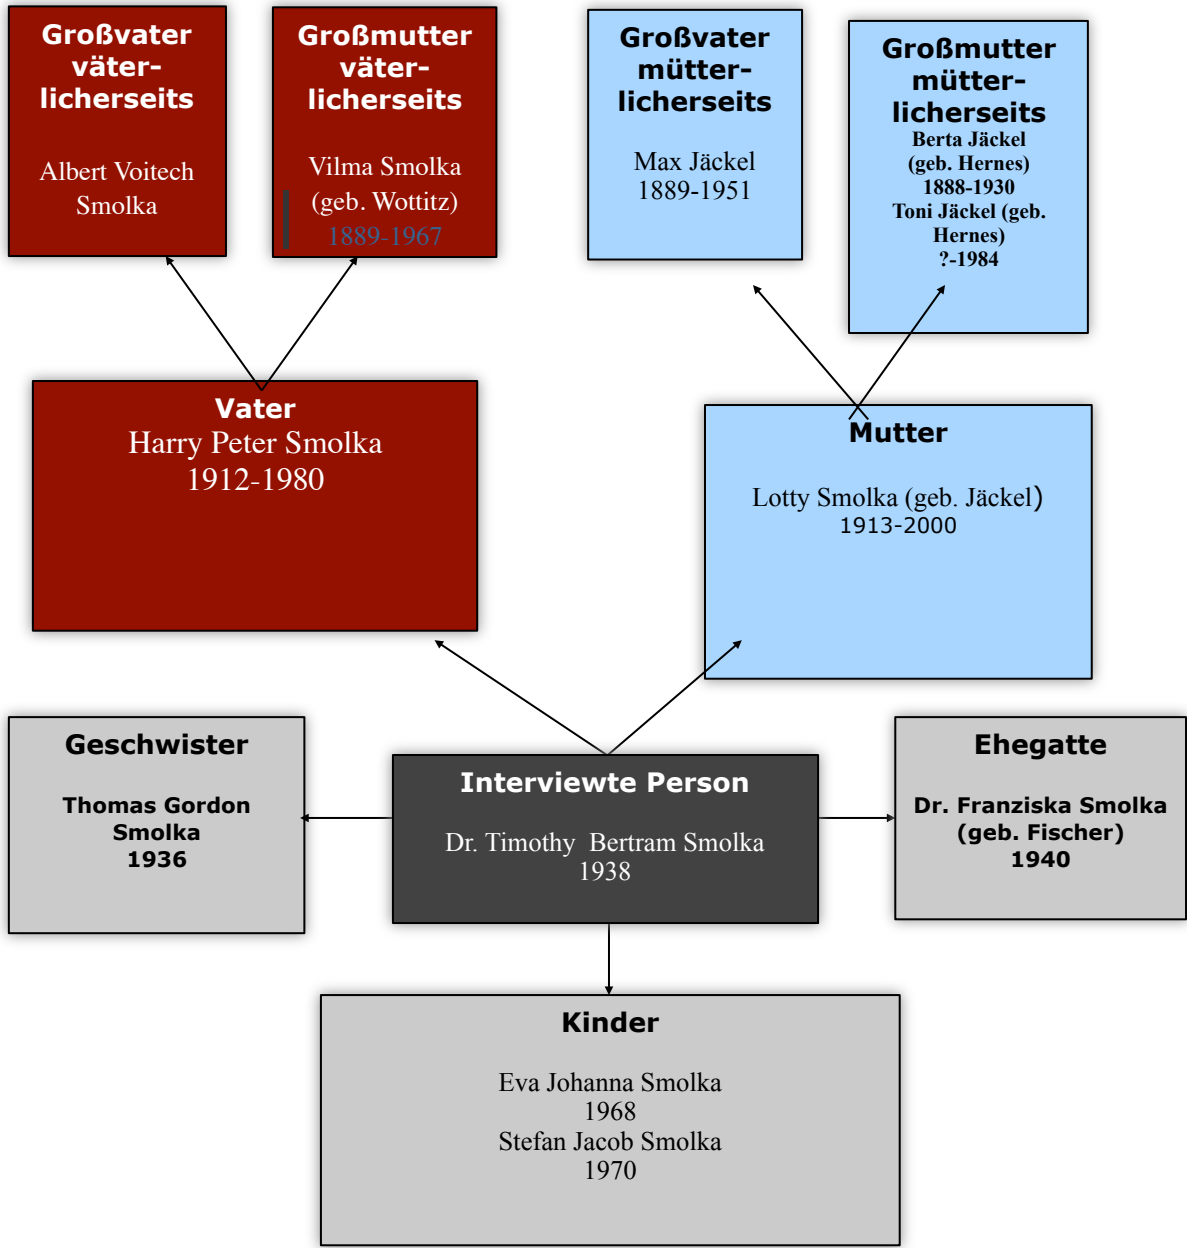 Großvater
väter-
licherseits
Albert Voitech
Smolka
Großmutter
väter-
licherseits
Vilma Smolka
(geb. Wottitz)
1889-1967
Großvater
mütter-
licherseits
Max Jäckel
1889-1951
Großmutter
mütter-
licherseits
Berta Jäckel
(geb. Hernes)
1888-1930
Toni Jäckel (geb.
Hernes)
?-1984
Vater
Harry Peter Smolka
1912-1980
Mutter
Lotty Smolka (geb. Jäckel)
1913-2000
Geschwister
Thomas Gordon
Smolka
1936
Interviewte Person
Dr. Timothy  Bertram Smolka
1938
Ehegatte
Dr. Franziska Smolka
(geb. Fischer)
1940
Kinder
Eva Johanna Smolka
1968
Stefan Jacob Smolka
1970